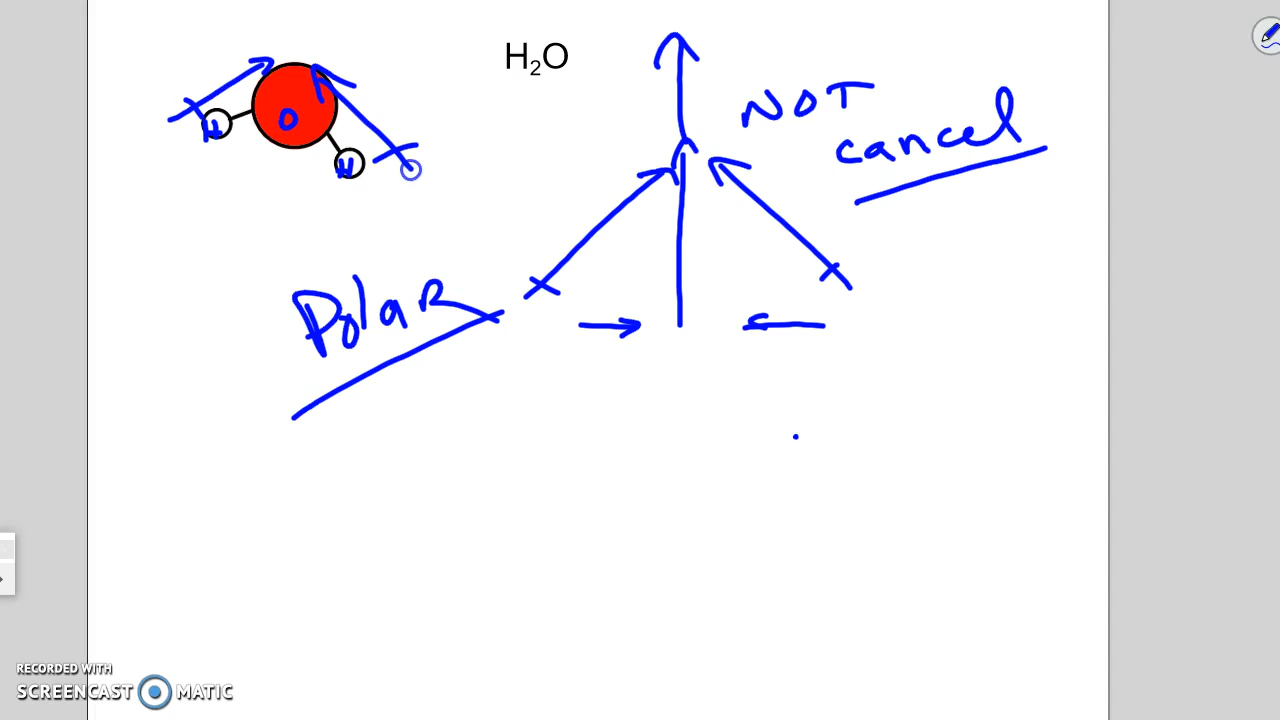 H₂O
O
H
H
NOT
cancel
Polar
RECORDED WITH
SCREENCAST MATIC